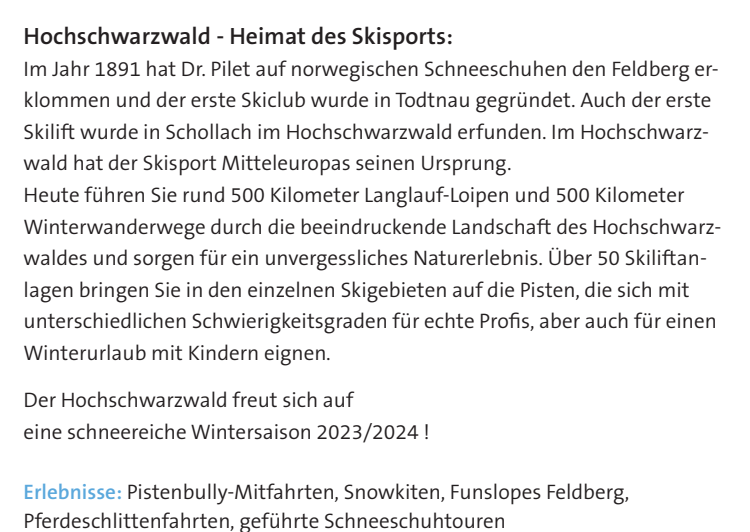 Hochschwarzwald - Heimat des Skisports:
Im Jahr 1891 hat Dr. Pilet auf norwegischen Schneeschuhen den Feldberg er-
klommen und der erste Skiclub wurde in Todtnau gegründet. Auch der erste
Skilift wurde in Schollach im Hochschwarzwald erfunden. Im Hochschwarz-
wald hat der Skisport Mitteleuropas seinen Ursprung.
Heute führen Sie rund 500 Kilometer Langlauf-Loipen und 500 Kilometer
Winterwanderwege durch die beeindruckende Landschaft des Hochschwarz-
waldes und sorgen für ein unvergessliches Naturerlebnis. Über 50 Skiliftan-
lagen bringen Sie in den einzelnen Skigebieten auf die Pisten, die sich mit
unterschiedlichen Schwierigkeitsgraden für echte Profis, aber auch für einen
Winterurlaub mit Kindern eignen.
Der Hochschwarzwald freut sich auf
eine schneereiche Wintersaison 2023/2024 !
Erlebnisse: Pistenbully-Mitfahrten, Snowkiten, Funslopes Feldberg,
Pferdeschlittenfahrten, geführte Schneeschuhtouren